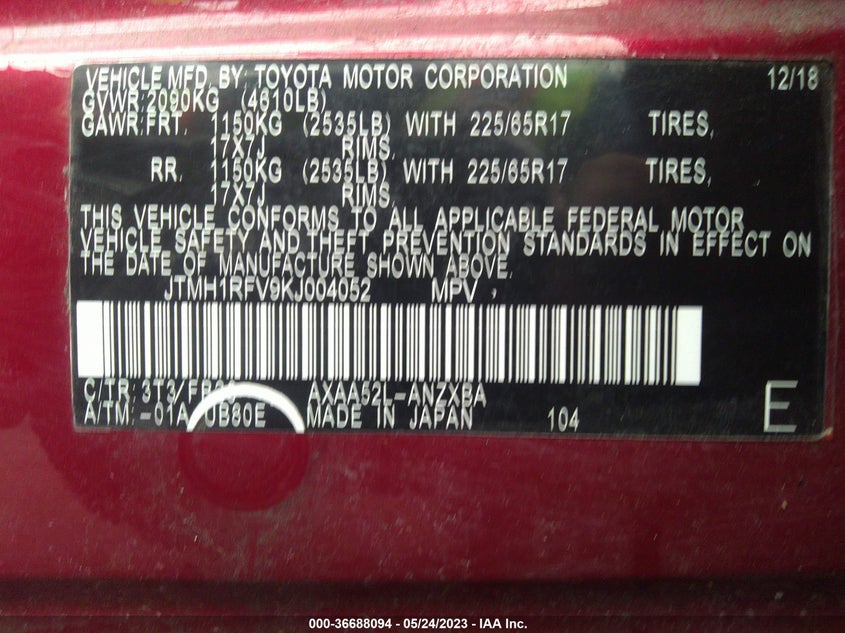 VEHICLE MFD. BY: TOYOTA MOTOR CORPORATION 12/18
GVWR:2090KG (4610LB)
GAWR:FRT. 1150KG (2535LB) WITH 225/65R17 TIRES,
17X7J RIMS,
RR. 1150KG (2535LB) WITH 225/65R17 TIRES,
17X7J RIMS,
THIS VEHICLE CONFORMS TO ALL APPLICABLE FEDERAL MOTOR
VEHICLE SAFETY AND THEFT PREVENTION STANDARDS IN EFFECT ON
THE DATE OF MANUFACTURE SHOWN ABOVE.
JTMH1RFV9KJ004052 MPV
C/TR: 3T3/ AXAA52L-ANZXBA
A/TM:-01A /UB80E MADE IN JAPAN 104 E
000-36688094 - 05/24/2023 - IAA Inc.